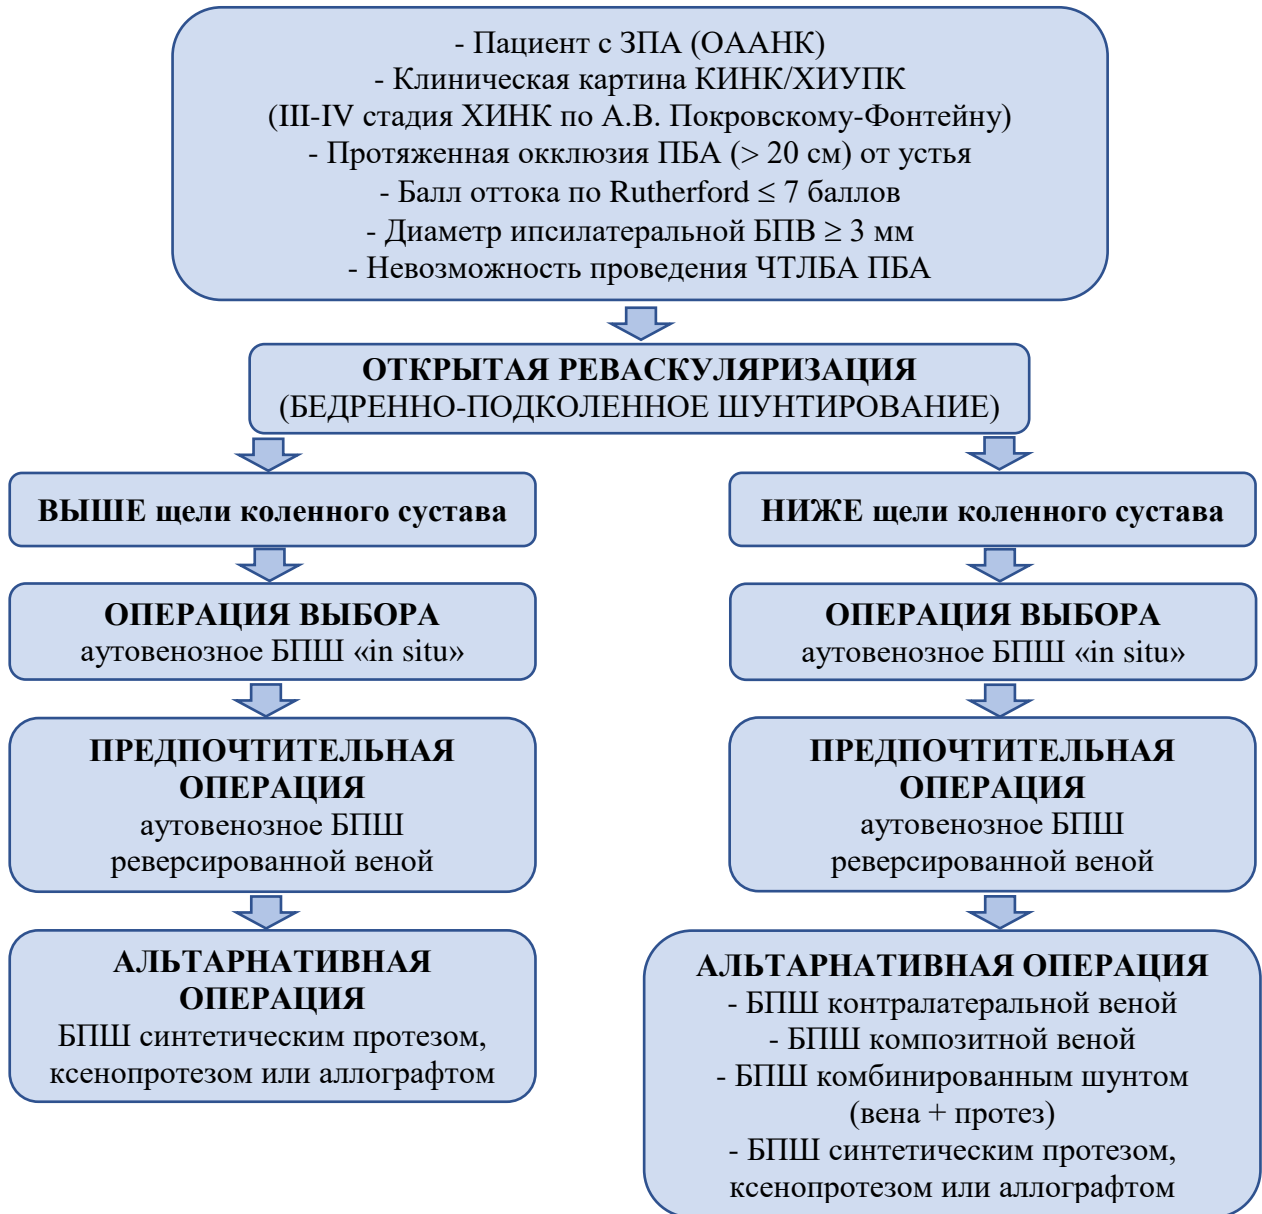 - Пациент с ЗПА (ОААНК)
- Клиническая картина КИНК/ХИУПК
(III-IV стадия ХИНК по А.В. Покровскому-Фонтейну)
- Протяженная окклюзия ПБА (> 20 см) от устья
- Балл оттока по Rutherford ≤ 7 баллов
- Диаметр ипсилатеральной БПВ ≥ 3 мм
- Невозможность проведения ЧТЛБА ПБА
ОТКРЫТАЯ РЕВАСКУЛЯРИЗАЦИЯ
(БЕДРЕННО-ПОДКОЛЕННОЕ ШУНТИРОВАНИЕ)
ВЫШЕ щели коленного сустава
ОПЕРАЦИЯ ВЫБОРА
аутовенозное БПШ «in situ»
ПРЕДПОЧТИТЕЛЬНАЯ
ОПЕРАЦИЯ
аутовенозное БПШ
реверсированной веной
АЛЬТАРНАТИВНАЯ
ОПЕРАЦИЯ
БПШ синтетическим протезом,
ксенопротезом или аллографтом
НИЖЕ щели коленного сустава
ОПЕРАЦИЯ ВЫБОРА
аутовенозное БПШ «in situ»
ПРЕДПОЧТИТЕЛЬНАЯ
ОПЕРАЦИЯ
аутовенозное БПШ
реверсированной веной
АЛЬТАРНАТИВНАЯ ОПЕРАЦИЯ
- БПШ контралатеральной веной
- БПШ композитной веной
- БПШ комбинированным шунтом
(вена + протез)
- БПШ синтетическим протезом,
ксенопротезом или аллографтом